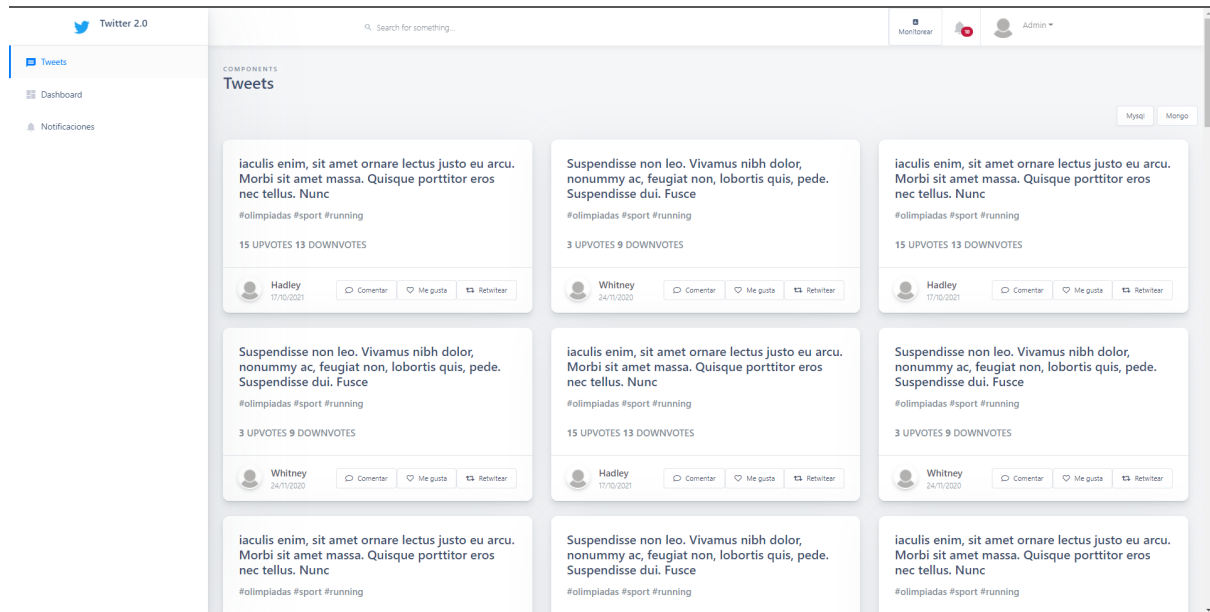 Twitter 2.0
Search for something...
Monitorear
10
Admin
Tweets
Dashboard
Notificaciones
COMPONENTS
Tweets
Mysql
Mongo
iaculis enim, sit amet ornare lectus justo eu arcu.
Morbi sit amet massa. Quisque porttitor eros
nec tellus. Nunc
#olimpiadas #sport #running
15 UPVOTES 13 DOWNVOTES
Hadley
17/10/2021
Comentar
Me gusta
Retwitear
Suspendisse non leo. Vivamus nibh dolor,
nonummy ac, feugiat non, lobortis quis, pede.
Suspendisse dui. Fusce
#olimpiadas #sport #running
3 UPVOTES 9 DOWNVOTES
Whitney
24/11/2020
Comentar
Me gusta
Retwitear
iaculis enim, sit amet ornare lectus justo eu arcu.
Morbi sit amet massa. Quisque porttitor eros
nec tellus. Nunc
#olimpiadas #sport #running
15 UPVOTES 13 DOWNVOTES
Hadley
17/10/2021
Comentar
Me gusta
Retwitear
Suspendisse non leo. Vivamus nibh dolor,
nonummy ac, feugiat non, lobortis quis, pede.
Suspendisse dui. Fusce
#olimpiadas #sport #running
3 UPVOTES 9 DOWNVOTES
Whitney
24/11/2020
Comentar
Me gusta
Retwitear
iaculis enim, sit amet ornare lectus justo eu arcu.
Morbi sit amet massa. Quisque porttitor eros
nec tellus. Nunc
#olimpiadas #sport #running
15 UPVOTES 13 DOWNVOTES
Hadley
17/10/2021
Comentar
Me gusta
Retwitear
Suspendisse non leo. Vivamus nibh dolor,
nonummy ac, feugiat non, lobortis quis, pede.
Suspendisse dui. Fusce
#olimpiadas #sport #running
3 UPVOTES 9 DOWNVOTES
Whitney
24/11/2020
Comentar
Me gusta
Retwitear
iaculis enim, sit amet ornare lectus justo eu arcu.
Morbi sit amet massa. Quisque porttitor eros
nec tellus. Nunc
#olimpiadas #sport #running
Suspendisse non leo. Vivamus nibh dolor,
nonummy ac, feugiat non, lobortis quis, pede.
Suspendisse dui. Fusce
#olimpiadas #sport #running
iaculis enim, sit amet ornare lectus justo eu arcu.
Morbi sit amet massa. Quisque porttitor eros
nec tellus. Nunc
#olimpiadas #sport #running